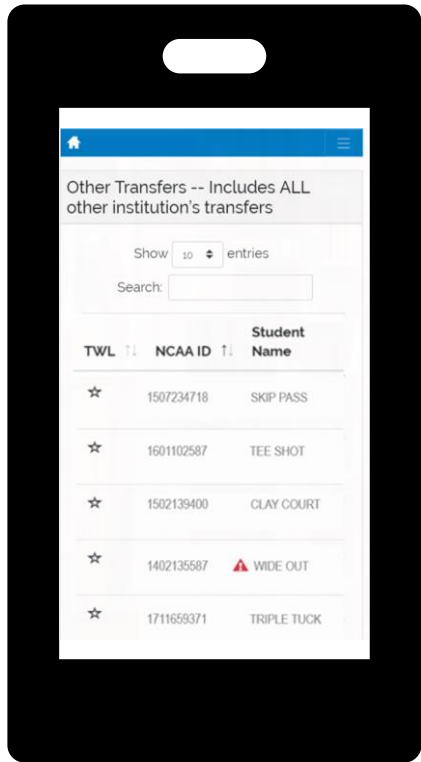 Other Transfers -- Includes ALL
other institution's transfers
Show 10 entries
Search:
TWL NCAA ID Student Name
1507234718 SKIP PASS
1601102587 TEE SHOT
1502139400 CLAY COURT
1402135587 WIDE OUT
1711659371 TRIPLE TUCK